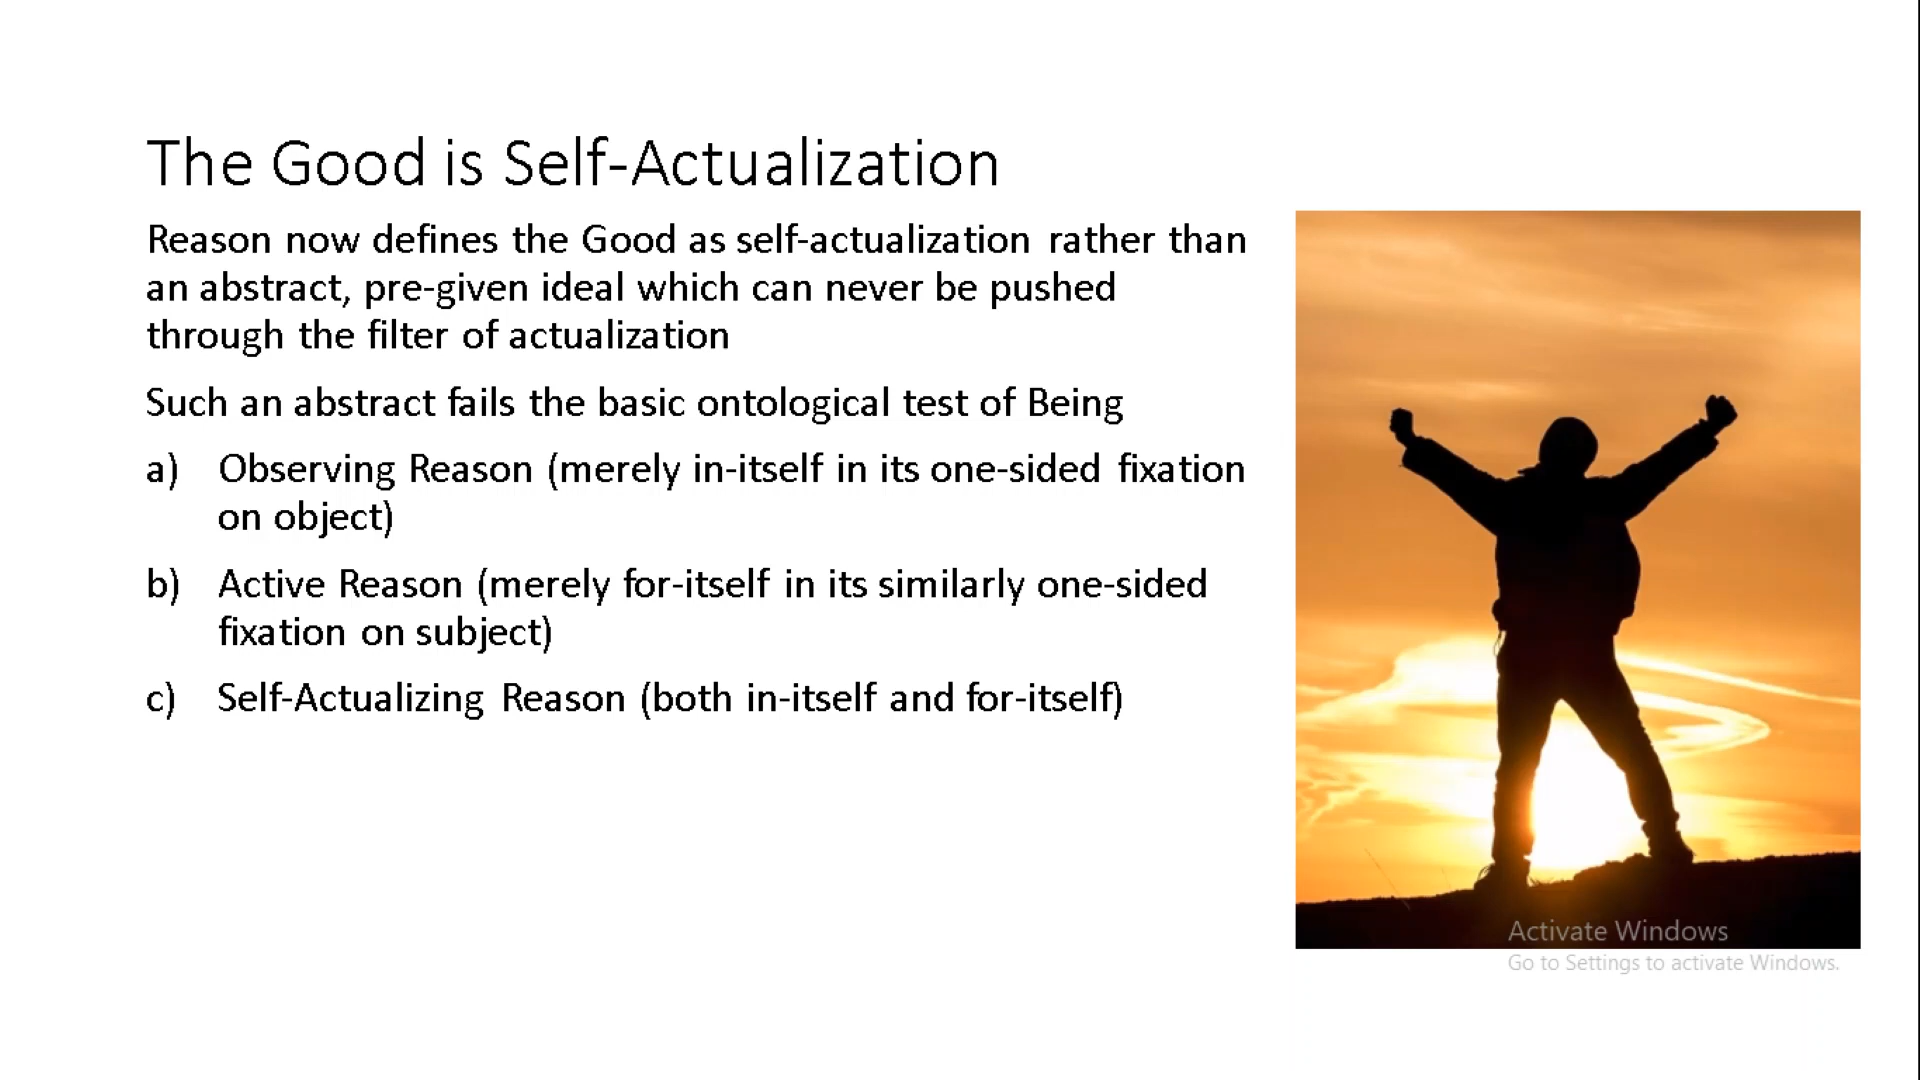 The Good is Self-Actualization
Reason now defines the Good as self-actualization rather than
an abstract, pre-given ideal which can never be pushed
through the filter of actualization
Such an abstract fails the basic ontological test of Being
a) Observing Reason (merely in-itself in its one-sided fixation
on object)
b) Active Reason (merely for-itself in its similarly one-sided
fixation on subject)
c) Self-Actualizing Reason (both in-itself and for-itself)
Activate Windows
Go to Settings to activate Windows.